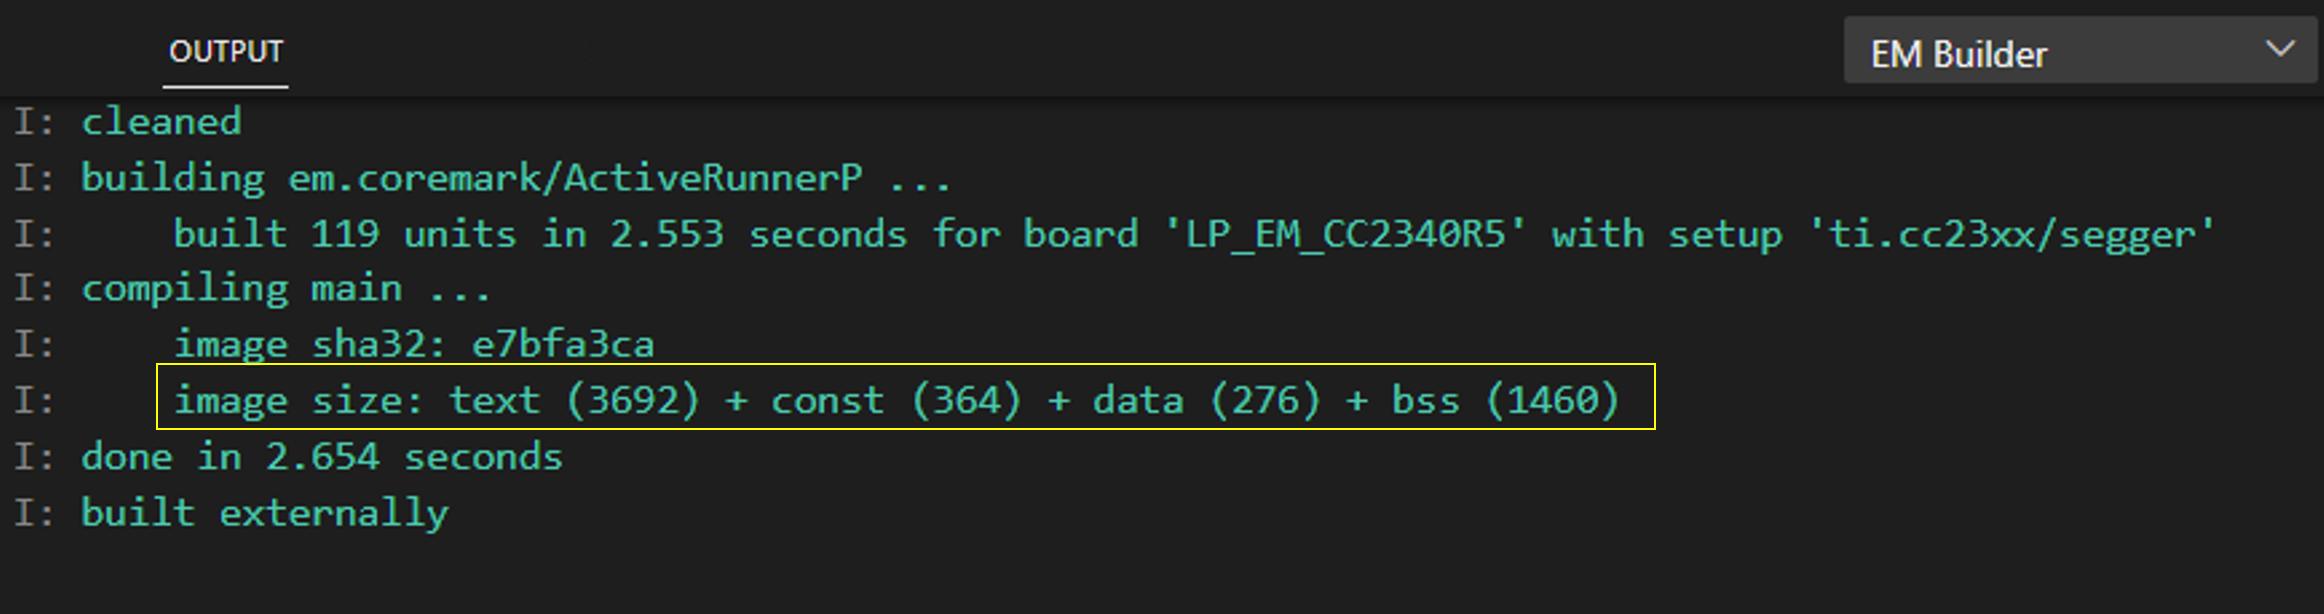 OUTPUT
EM Builder
I: cleaned
I: building em.coremark/ActiveRunnerP ...
I:     built 119 units in 2.553 seconds for board 'LP_EM_CC2340R5' with setup 'ti.cc23xx/segger'
I: compiling main ...
I:     image sha32: e7bfa3ca
I:     image size: text (3692) + const (364) + data (276) + bss (1460)
I: done in 2.654 seconds
I: built externally